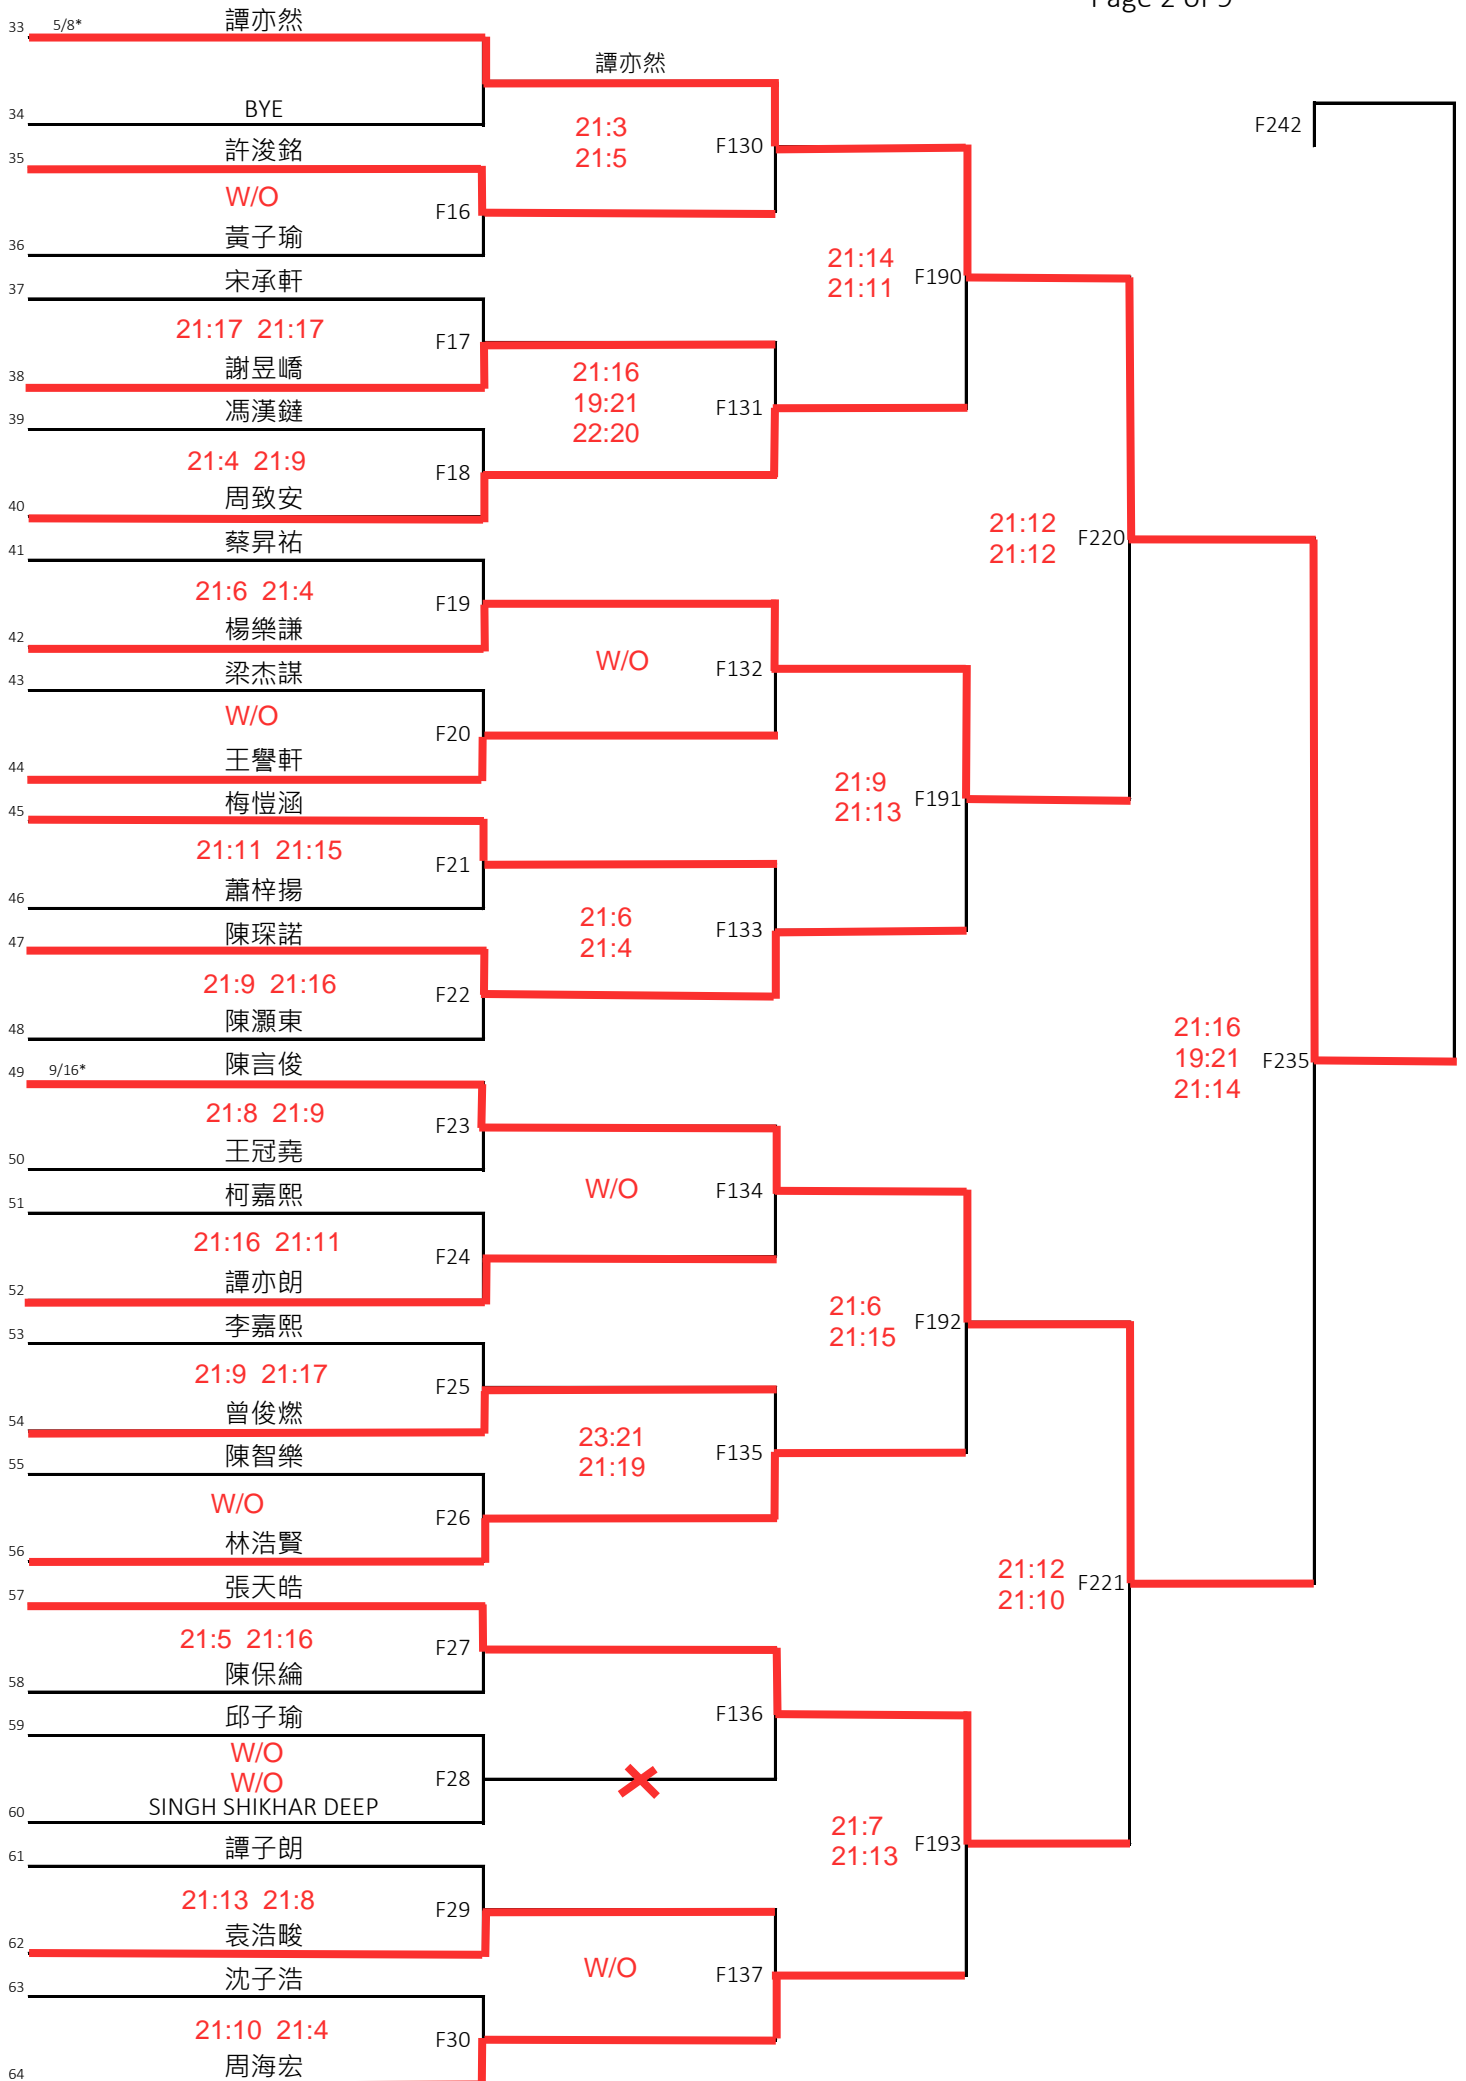 33 5/8* 譚亦然
譚亦然
34 BYE
F242
21:3
21:5
F130
35 許浚銘
W/O
F16
36 黃子瑜
21:14
21:11
F190
37 宋承軒
21:17 21:17
F17
38 謝昱嶠
21:16
19:21
22:20
F131
39 馮漢鏈
21:4 21:9
F18
40 周致安
21:12
21:12
F220
41 蔡昇祐
21:6 21:4
F19
42 楊樂謙
W/O
F132
43 梁杰謀
W/O
F20
44 王譽軒
21:9
21:13
F191
45 梅愷涵
21:11 21:15
F21
46 蕭梓揚
21:6
21:4
F133
47 陳琛諾
21:9 21:16
F22
48 陳灝東
21:16
19:21
21:14
F235
49 9/16* 陳言俊
21:8 21:9
F23
50 王冠堯
W/O
F134
51 柯嘉熙
21:16 21:11
F24
52 譚亦朗
21:6
21:15
F192
53 李嘉熙
21:9 21:17
F25
54 曾俊燃
23:21
21:19
F135
55 陳智樂
W/O
F26
56 林浩賢
21:12
21:10
F221
57 張天皓
21:5 21:16
F27
58 陳保綸
F136
59 邱子瑜
W/O
W/O
F28
60 SINGH SHIKHAR DEEP
21:7
21:13
F193
61 譚子朗
21:13 21:8
F29
62 袁浩畯
W/O
F137
63 沈子浩
21:10 21:4
F30
64 周海宏